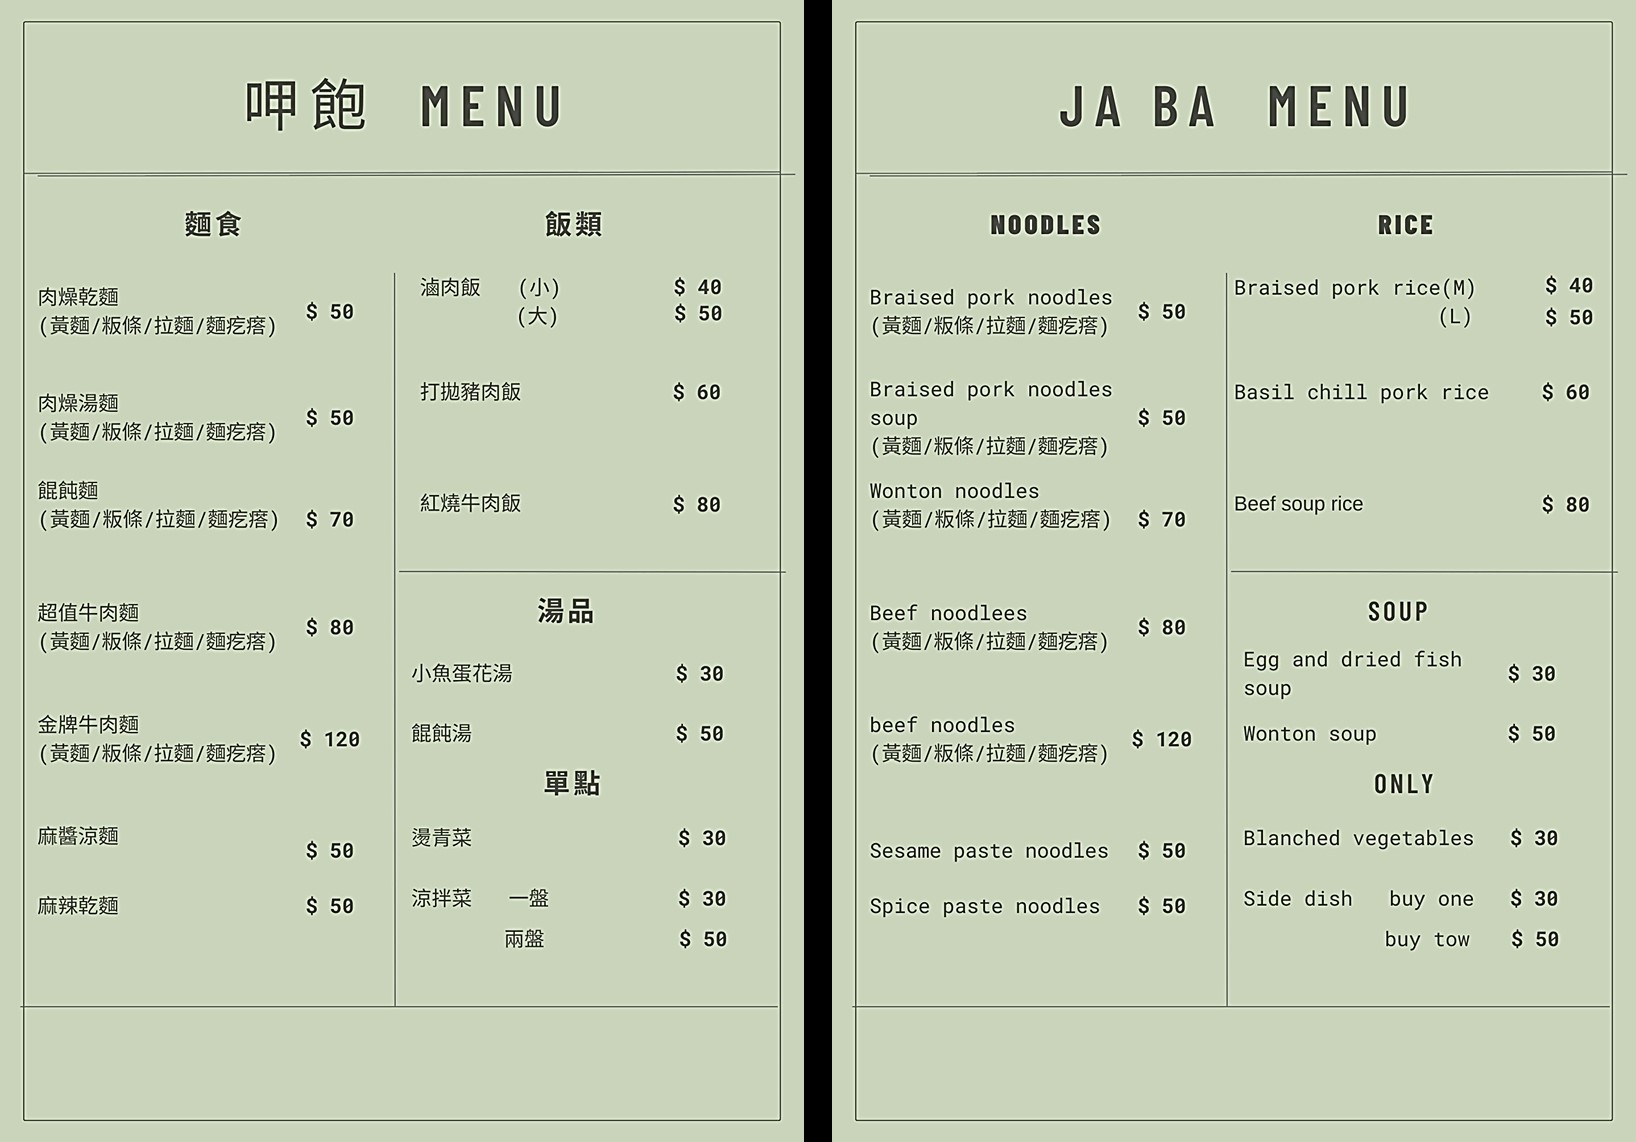 呷飽 MENU
麵食
肉燥乾麵
(黃麵/粄條/拉麵/麵疙瘩) $ 50
肉燥湯麵
(黃麵/粄條/拉麵/麵疙瘩) $ 50
餛飩麵
(黃麵/粄條/拉麵/麵疙瘩) $ 70
超值牛肉麵
(黃麵/粄條/拉麵/麵疙瘩) $ 80
金牌牛肉麵
(黃麵/粄條/拉麵/麵疙瘩) $ 120
麻醬涼麵 $ 50
麻辣乾麵 $ 50
飯類
滷肉飯 (小) $ 40
(大) $ 50
打拋豬肉飯 $ 60
紅燒牛肉飯 $ 80
湯品
小魚蛋花湯 $ 30
餛飩湯 $ 50
單點
燙青菜 $ 30
涼拌菜 一盤 $ 30
兩盤 $ 50
JA BA MENU
NOODLES
Braised pork noodles
(黃麵/粄條/拉麵/麵疙瘩) $ 50
Braised pork noodles
soup $ 50
(黃麵/粄條/拉麵/麵疙瘩)
Wonton noodles
(黃麵/粄條/拉麵/麵疙瘩) $ 70
Beef noodlees
(黃麵/粄條/拉麵/麵疙瘩) $ 80
beef noodles
(黃麵/粄條/拉麵/麵疙瘩) $ 120
Sesame paste noodles $ 50
Spice paste noodles $ 50
RICE
Braised pork rice(M) $ 40
(L) $ 50
Basil chill pork rice $ 60
Beef soup rice $ 80
SOUP
Egg and dried fish
soup $ 30
Wonton soup $ 50
ONLY
Blanched vegetables $ 30
Side dish buy one $ 30
buy tow $ 50